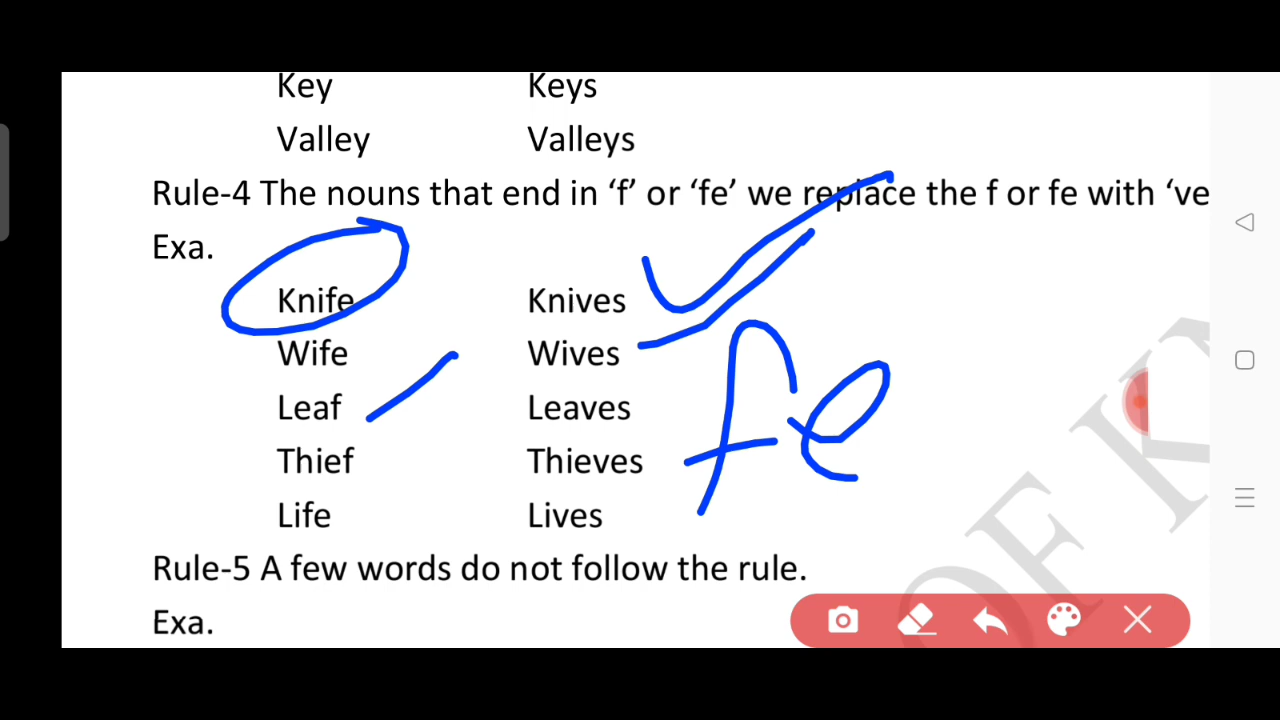 Key Keys
Valley Valleys
Rule-4 The nouns that end in ‘f’ or ‘fe’ we replace the f or fe with ‘ve
Exa.
Knife Knives
Wife Wives
Leaf Leaves
fe
Thief Thieves
Life Lives
Rule-5 A few words do not follow the rule.
Exa.
OF K